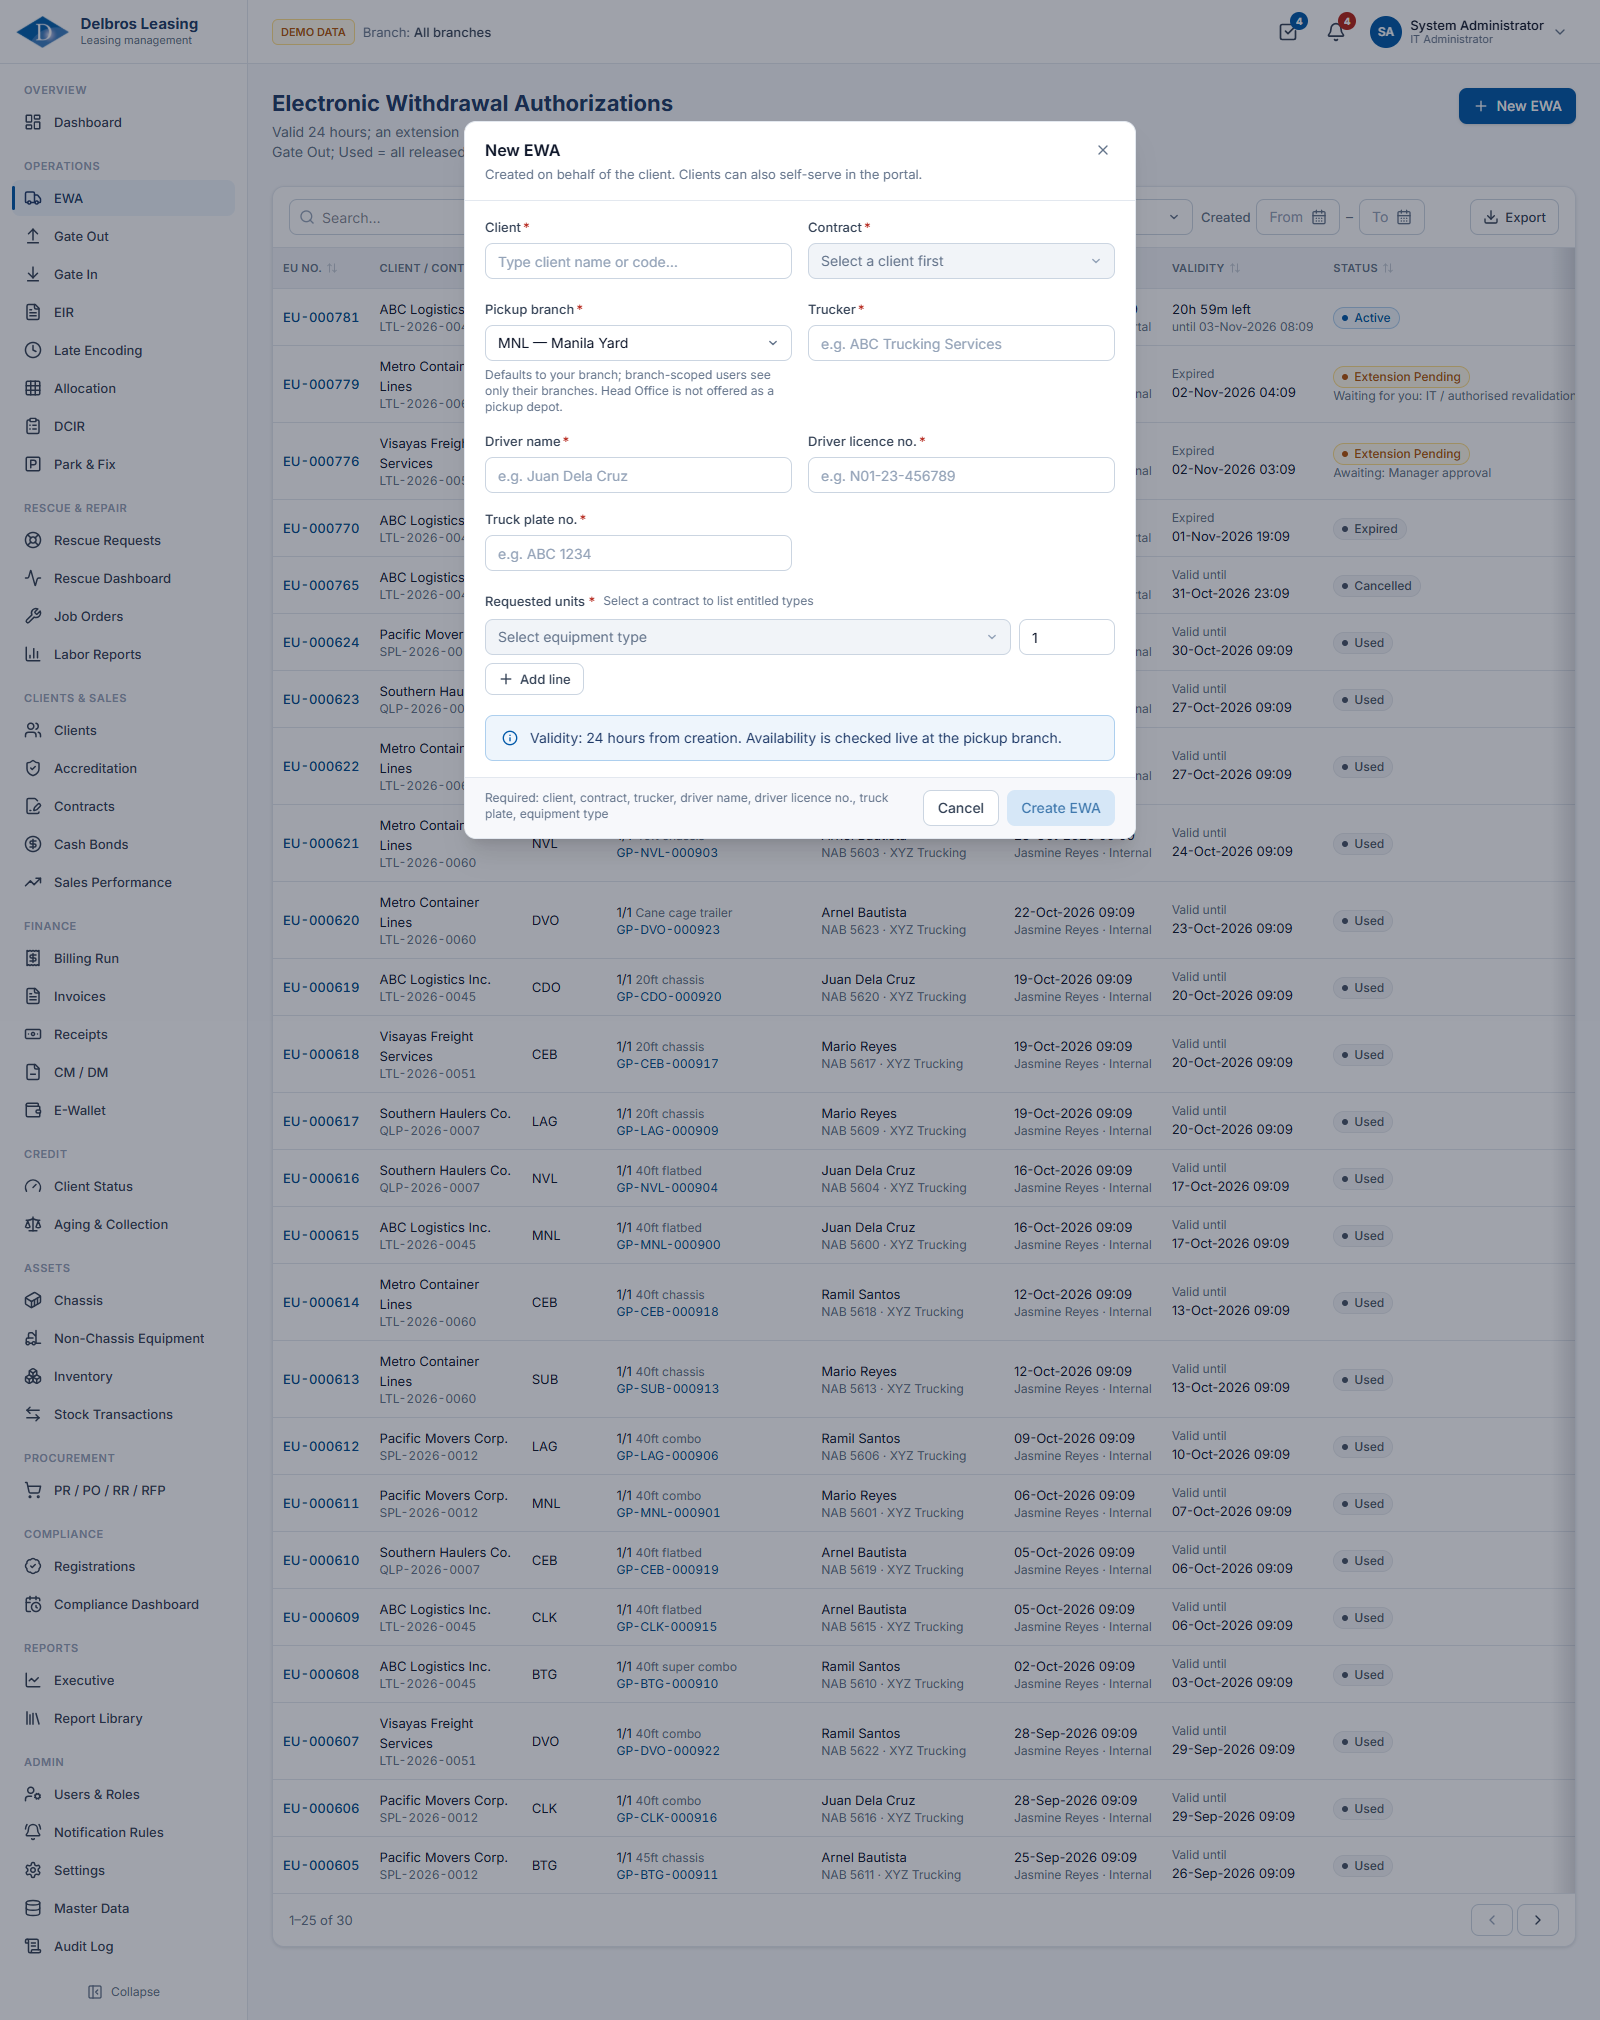 Delbros Leasing
Leasing management
DEMO DATA
Branch: All branches
4
4
SA
System Administrator
IT Administrator
OVERVIEW
Dashboard
OPERATIONS
EWA
Gate Out
Gate In
EIR
Late Encoding
Allocation
DCIR
Park & Fix
RESCUE & REPAIR
Rescue Requests
Rescue Dashboard
Job Orders
Labor Reports
CLIENTS & SALES
Clients
Accreditation
Contracts
Cash Bonds
Sales Performance
FINANCE
Billing Run
Invoices
Receipts
CM / DM
E-Wallet
CREDIT
Client Status
Aging & Collection
ASSETS
Chassis
Non-Chassis Equipment
Inventory
Stock Transactions
PROCUREMENT
PR / PO / RR / RFP
COMPLIANCE
Registrations
Compliance Dashboard
REPORTS
Executive
Report Library
ADMIN
Users & Roles
Notification Rules
Settings
Master Data
Audit Log
Collapse
Electronic Withdrawal Authorizations
Valid 24 hours; an extension
Gate Out; Used = all released
New EWA
Search...
Created
From
–
To
Export
EU NO.
CLIENT / CONT
VALIDITY
STATUS
EU-000781
ABC Logistics
LTL-2026-004
20h 59m left
until 03-Nov-2026 08:09
Active
EU-000779
Metro Contain
Lines
LTL-2026-006
Expired
02-Nov-2026 04:09
Extension Pending
Waiting for you: IT / authorised revalidation
EU-000776
Visayas Freigh
Services
LTL-2026-005
Expired
02-Nov-2026 03:09
Extension Pending
Awaiting: Manager approval
EU-000770
ABC Logistics
LTL-2026-004
Expired
01-Nov-2026 19:09
Expired
EU-000765
ABC Logistics
LTL-2026-004
Valid until
31-Oct-2026 23:09
Cancelled
EU-000624
Pacific Mover
SPL-2026-00
Valid until
30-Oct-2026 09:09
Used
EU-000623
Southern Hau
QLP-2026-00
Valid until
27-Oct-2026 09:09
Used
EU-000622
Metro Contain
Lines
LTL-2026-006
Valid until
27-Oct-2026 09:09
Used
New EWA
Created on behalf of the client. Clients can also self-serve in the portal.
Client *
Type client name or code...
Contract *
Select a client first
Pickup branch *
MNL — Manila Yard
Defaults to your branch; branch-scoped users see
only their branches. Head Office is not offered as a
pickup depot.
Trucker *
e.g. ABC Trucking Services
Driver name *
e.g. Juan Dela Cruz
Driver licence no. *
e.g. N01-23-456789
Truck plate no. *
e.g. ABC 1234
Requested units * Select a contract to list entitled types
Select equipment type
1
Add line
Validity: 24 hours from creation. Availability is checked live at the pickup branch.
Required: client, contract, trucker, driver name, driver licence no., truck
plate, equipment type
Cancel
Create EWA
EU-000621
Metro Contain
Lines
LTL-2026-0060
NVL
GP-NVL-000903
NAB 5603 · XYZ Trucking
Jasmine Reyes · Internal
Valid until
24-Oct-2026 09:09
Used
EU-000620
Metro Container
Lines
LTL-2026-0060
DVO
1/1 Cane cage trailer
GP-DVO-000923
Arnel Bautista
NAB 5623 · XYZ Trucking
22-Oct-2026 09:09
Jasmine Reyes · Internal
Valid until
23-Oct-2026 09:09
Used
EU-000619
ABC Logistics Inc.
LTL-2026-0045
CDO
1/1 20ft chassis
GP-CDO-000920
Juan Dela Cruz
NAB 5620 · XYZ Trucking
19-Oct-2026 09:09
Jasmine Reyes · Internal
Valid until
20-Oct-2026 09:09
Used
EU-000618
Visayas Freight
Services
LTL-2026-0051
CEB
1/1 20ft chassis
GP-CEB-000917
Mario Reyes
NAB 5617 · XYZ Trucking
19-Oct-2026 09:09
Jasmine Reyes · Internal
Valid until
20-Oct-2026 09:09
Used
EU-000617
Southern Haulers Co.
QLP-2026-0007
LAG
1/1 20ft chassis
GP-LAG-000909
Mario Reyes
NAB 5609 · XYZ Trucking
19-Oct-2026 09:09
Jasmine Reyes · Internal
Valid until
20-Oct-2026 09:09
Used
EU-000616
Southern Haulers Co.
QLP-2026-0007
NVL
1/1 40ft flatbed
GP-NVL-000904
Juan Dela Cruz
NAB 5604 · XYZ Trucking
16-Oct-2026 09:09
Jasmine Reyes · Internal
Valid until
17-Oct-2026 09:09
Used
EU-000615
ABC Logistics Inc.
LTL-2026-0045
MNL
1/1 40ft flatbed
GP-MNL-000900
Juan Dela Cruz
NAB 5600 · XYZ Trucking
16-Oct-2026 09:09
Jasmine Reyes · Internal
Valid until
17-Oct-2026 09:09
Used
EU-000614
Metro Container
Lines
LTL-2026-0060
CEB
1/1 40ft chassis
GP-CEB-000918
Ramil Santos
NAB 5618 · XYZ Trucking
12-Oct-2026 09:09
Jasmine Reyes · Internal
Valid until
13-Oct-2026 09:09
Used
EU-000613
Metro Container
Lines
LTL-2026-0060
SUB
1/1 40ft chassis
GP-SUB-000913
Mario Reyes
NAB 5613 · XYZ Trucking
12-Oct-2026 09:09
Jasmine Reyes · Internal
Valid until
13-Oct-2026 09:09
Used
EU-000612
Pacific Movers Corp.
SPL-2026-0012
LAG
1/1 40ft combo
GP-LAG-000906
Ramil Santos
NAB 5606 · XYZ Trucking
09-Oct-2026 09:09
Jasmine Reyes · Internal
Valid until
10-Oct-2026 09:09
Used
EU-000611
Pacific Movers Corp.
SPL-2026-0012
MNL
1/1 40ft combo
GP-MNL-000901
Mario Reyes
NAB 5601 · XYZ Trucking
06-Oct-2026 09:09
Jasmine Reyes · Internal
Valid until
07-Oct-2026 09:09
Used
EU-000610
Southern Haulers Co.
QLP-2026-0007
CEB
1/1 40ft flatbed
GP-CEB-000919
Arnel Bautista
NAB 5619 · XYZ Trucking
05-Oct-2026 09:09
Jasmine Reyes · Internal
Valid until
06-Oct-2026 09:09
Used
EU-000609
ABC Logistics Inc.
LTL-2026-0045
CLK
1/1 40ft flatbed
GP-CLK-000915
Arnel Bautista
NAB 5615 · XYZ Trucking
05-Oct-2026 09:09
Jasmine Reyes · Internal
Valid until
06-Oct-2026 09:09
Used
EU-000608
ABC Logistics Inc.
LTL-2026-0045
BTG
1/1 40ft super combo
GP-BTG-000910
Ramil Santos
NAB 5610 · XYZ Trucking
02-Oct-2026 09:09
Jasmine Reyes · Internal
Valid until
03-Oct-2026 09:09
Used
EU-000607
Visayas Freight
Services
LTL-2026-0051
DVO
1/1 40ft combo
GP-DVO-000922
Ramil Santos
NAB 5622 · XYZ Trucking
28-Sep-2026 09:09
Jasmine Reyes · Internal
Valid until
29-Sep-2026 09:09
Used
EU-000606
Pacific Movers Corp.
SPL-2026-0012
CLK
1/1 40ft combo
GP-CLK-000916
Juan Dela Cruz
NAB 5616 · XYZ Trucking
28-Sep-2026 09:09
Jasmine Reyes · Internal
Valid until
29-Sep-2026 09:09
Used
EU-000605
Pacific Movers Corp.
SPL-2026-0012
BTG
1/1 45ft chassis
GP-BTG-000911
Arnel Bautista
NAB 5611 · XYZ Trucking
25-Sep-2026 09:09
Jasmine Reyes · Internal
Valid until
26-Sep-2026 09:09
Used
1–25 of 30